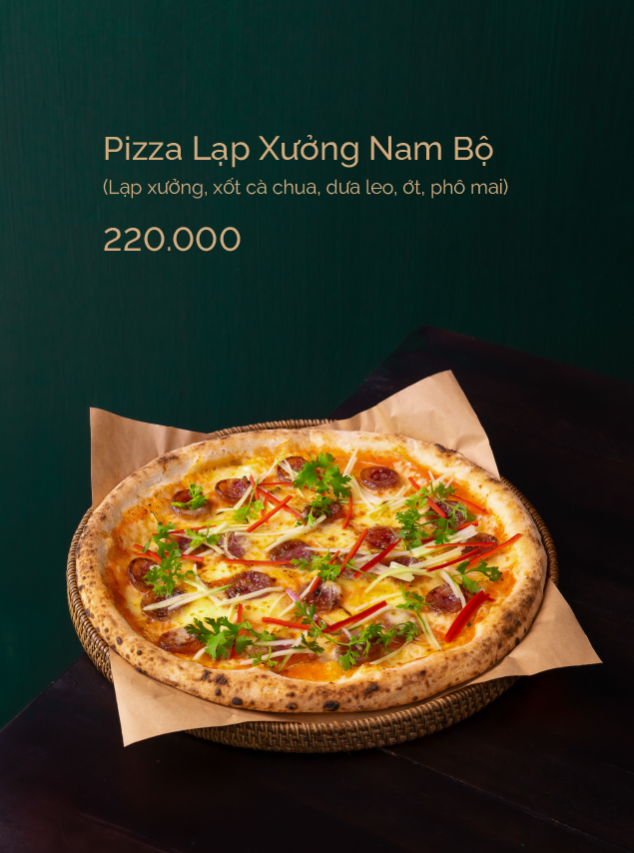 Pizza Lạp Xưởng Nam Bộ
(Lạp xưởng, xốt cà chua, dưa leo, ớt, phô mai)
220.000